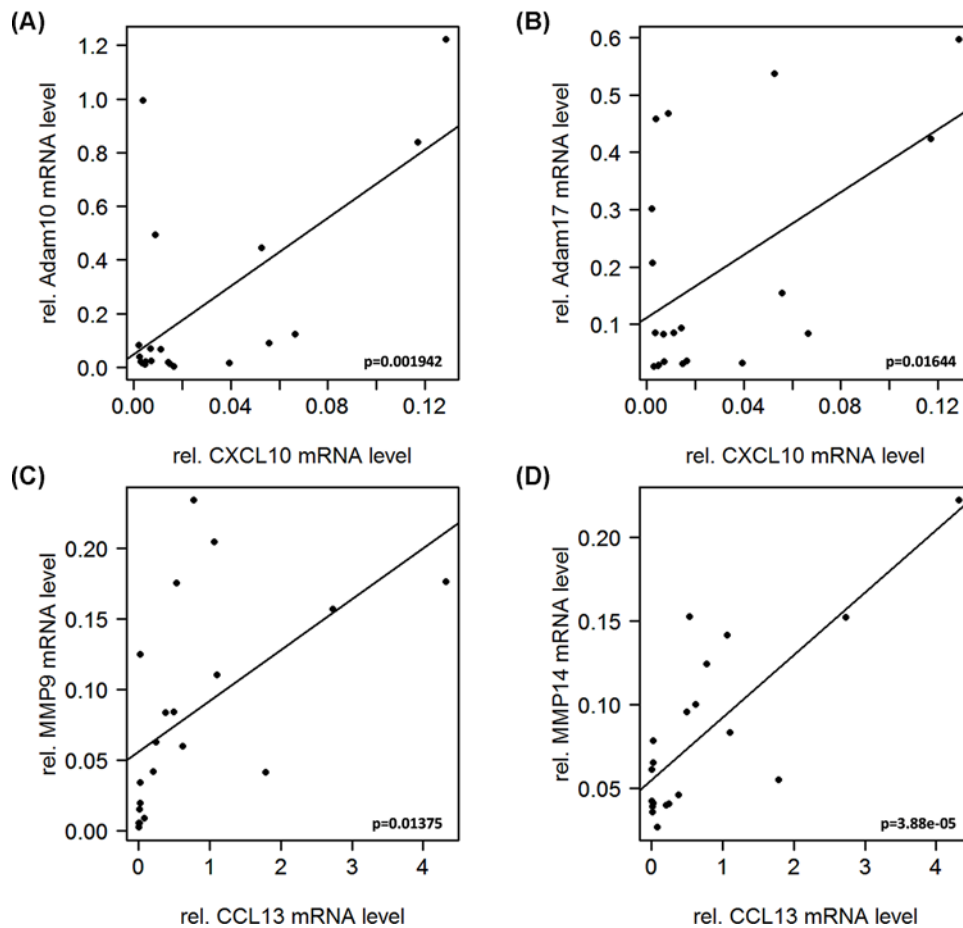 (A)
rel. Adam10 mRNA level
1.2
1.0
0.8
0.6
0.4
0.2
0.0
p=0.001942
0.00 0.04 0.08 0.12
rel. CXCL10 mRNA level
(B)
rel. Adam17 mRNA level
0.6
0.5
0.4
0.3
0.2
0.1
p=0.01644
0.00 0.04 0.08 0.12
rel. CXCL10 mRNA level
(C)
rel. MMP9 mRNA level
0.20
0.15
0.10
0.05
0.00
p=0.01375
0 1 2 3 4
rel. CCL13 mRNA level
(D)
rel. MMP14 mRNA level
0.20
0.15
0.10
0.05
p=3.88e-05
0 1 2 3 4
rel. CCL13 mRNA level